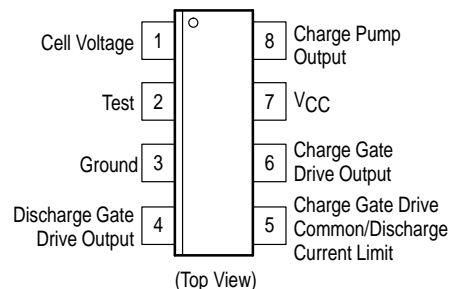 Cell Voltage 1
Test 2
Ground 3
Discharge Gate
Drive Output 4
8 Charge Pump
Output
7 VCC
6 Charge Gate
Drive Output
Charge Gate Drive
5 Common/Discharge
Current Limit
(Top View)